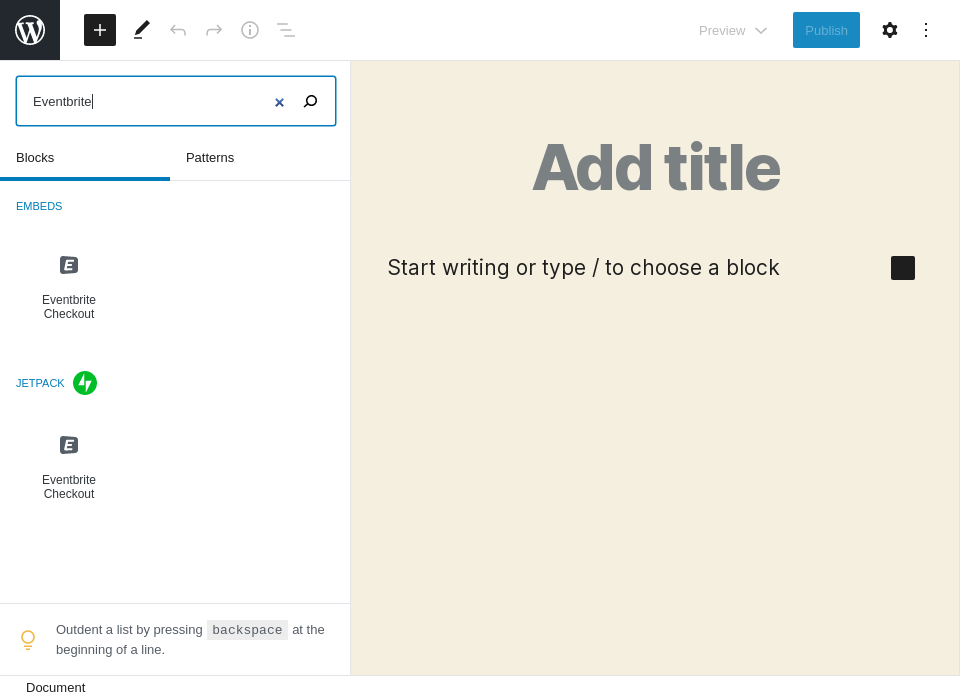 Preview
Publish
Eventbrite
Blocks
Patterns
EMBEDS
Eventbrite
Checkout
JETPACK
Eventbrite
Checkout
Outdent a list by pressing backspace at the
beginning of a line.
Add title
Start writing or type / to choose a block
Document